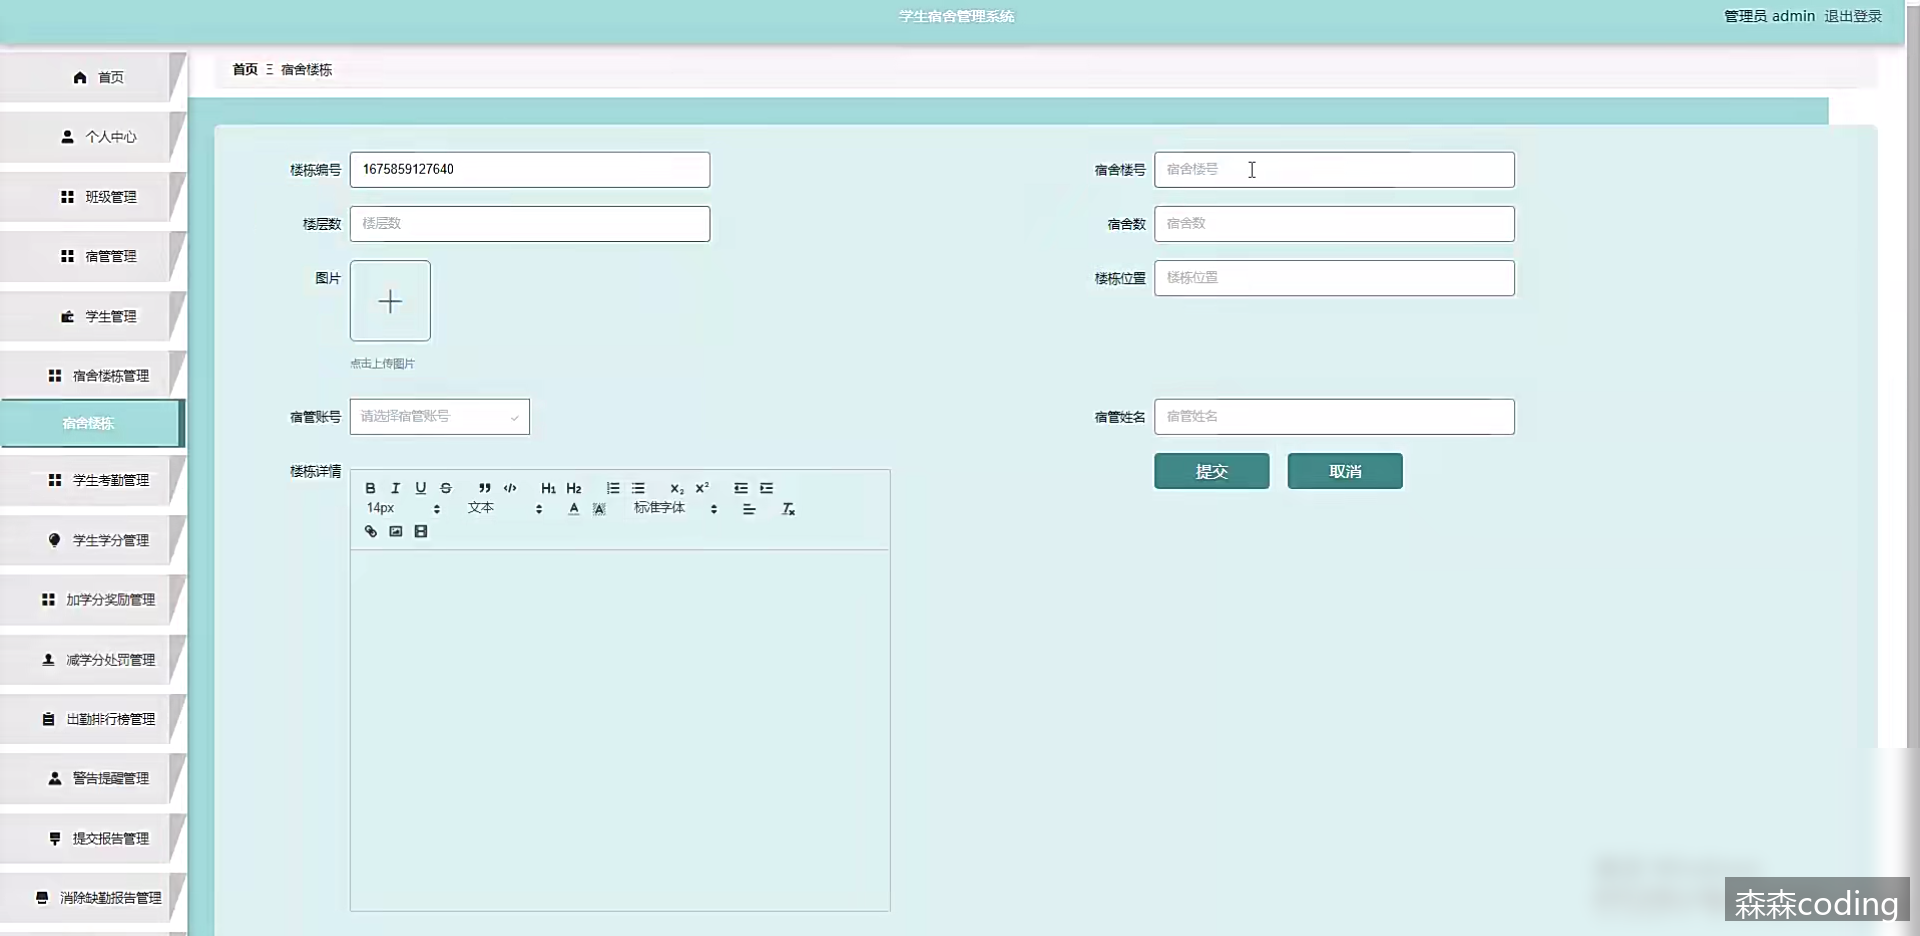 学生宿舍管理系统
管理员 admin 退出登录
首页 Ξ 宿舍楼栋
首页
个人中心
班级管理
宿管管理
学生管理
宿舍楼栋管理
宿舍楼栋
学生考勤管理
学生学分管理
加学分奖励管理
减学分处罚管理
出勤排行榜管理
警告提醒管理
提交报告管理
消除缺勤报告管理
楼栋编号 1675859127640
宿舍楼号 宿舍楼号
楼层数 楼层数
宿舍数 宿舍数
图片
楼栋位置 楼栋位置
点击上传图片
宿管账号 请选择宿管账号
宿管姓名 宿管姓名
楼栋详情
提交 取消
B I U S H1 H2 X₂ X²
14px 文本 A A 标准字体 Tx
森森coding